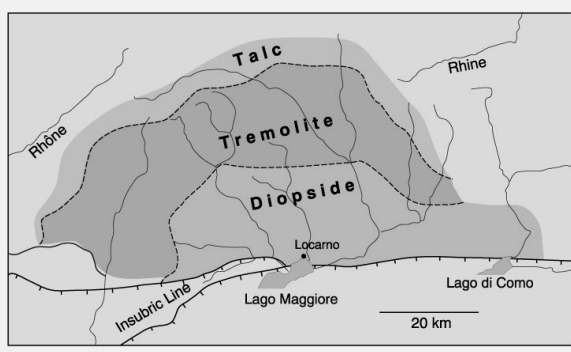 Talc
Rhine
Rhône
Tremolite
Diopside
Locarno
Insubric Line
Lago Maggiore
Lago di Como
20 km